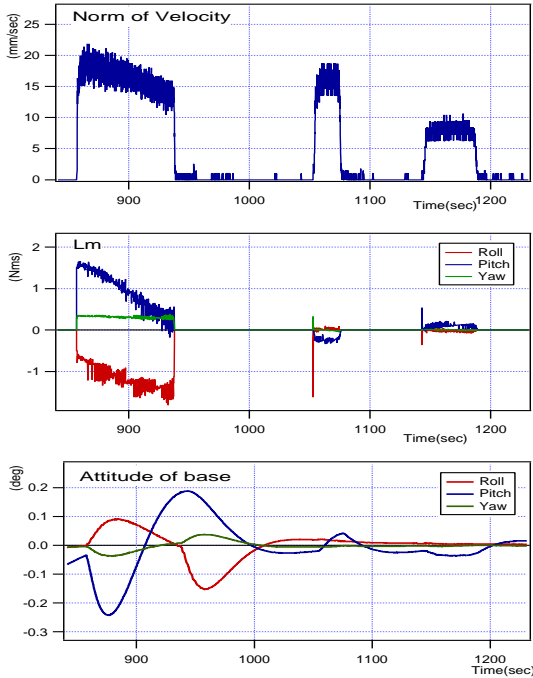 Norm of Velocity
(mm/sec)
25
20
15
10
5
0
900
1000
1100
1200
Time(sec)
Lm
(Nms)
Roll
Pitch
Yaw
2
1
0
-1
900
1000
1100
1200
Time(sec)
Attitude of base
(deg)
Roll
Pitch
Yaw
0.2
0.1
0.0
-0.1
-0.2
-0.3
900
1000
1100
1200
Time(sec)